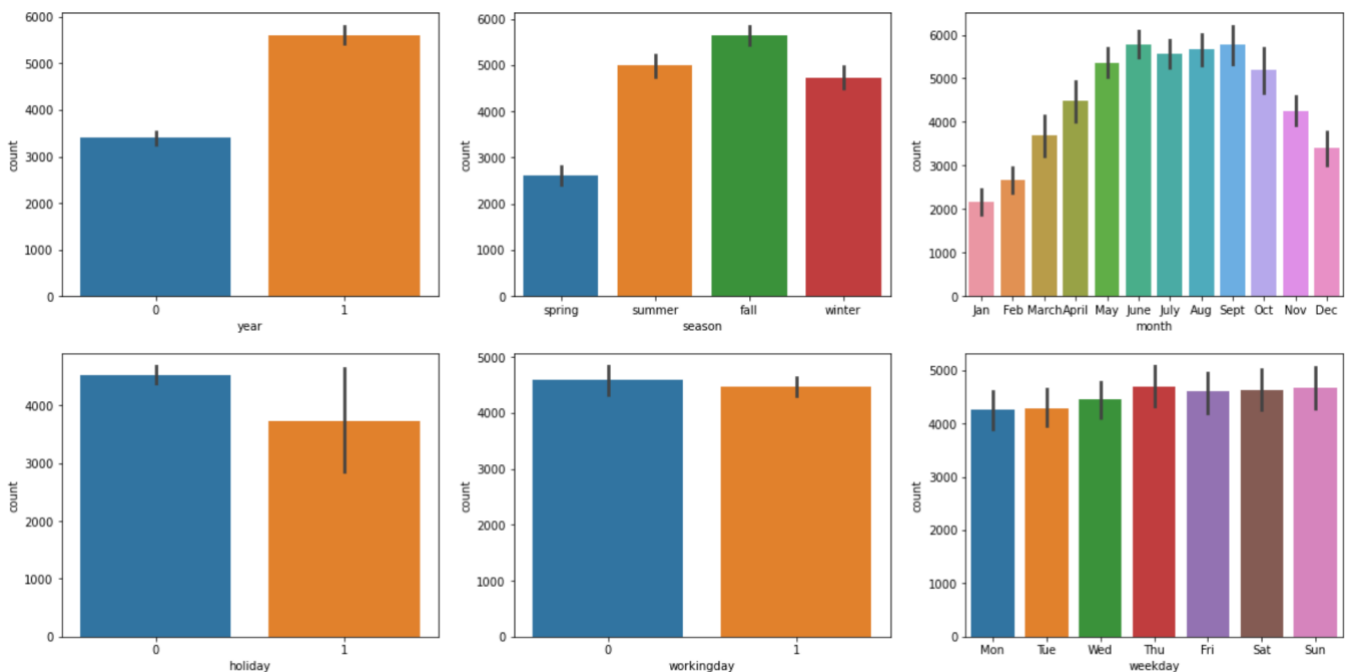 6000
5000
4000
3000
2000
1000
0
count
0 1
year
6000
5000
4000
3000
2000
1000
0
count
spring summer fall winter
season
6000
5000
4000
3000
2000
1000
0
count
Jan Feb March April May June July Aug Sept Oct Nov Dec
month
4000
3000
2000
1000
0
count
0 1
holiday
5000
4000
3000
2000
1000
0
count
0 1
workingday
5000
4000
3000
2000
1000
0
count
Mon Tue Wed Thu Fri Sat Sun
weekday